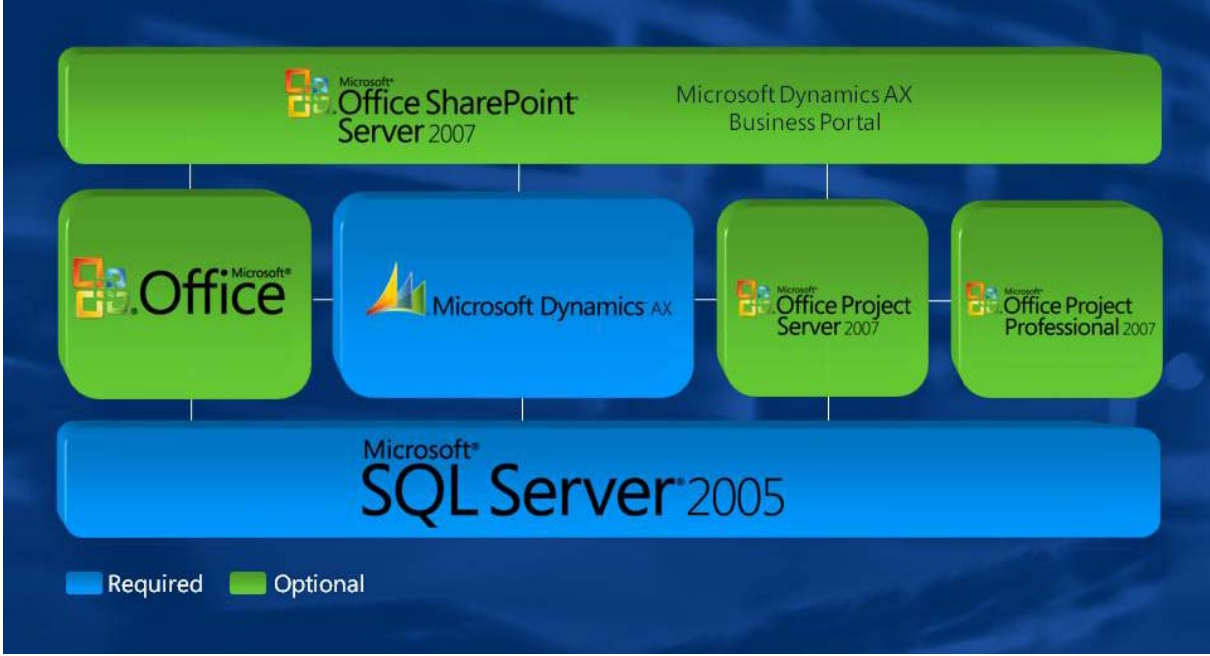 Microsoft®
Office SharePoint
Server 2007
Microsoft Dynamics AX
Business Portal
Microsoft®
Office
Microsoft Dynamics AX
Microsoft®
Office Project
Server 2007
Microsoft®
Office Project
Professional 2007
Microsoft®
SQL Server® 2005
Required
Optional